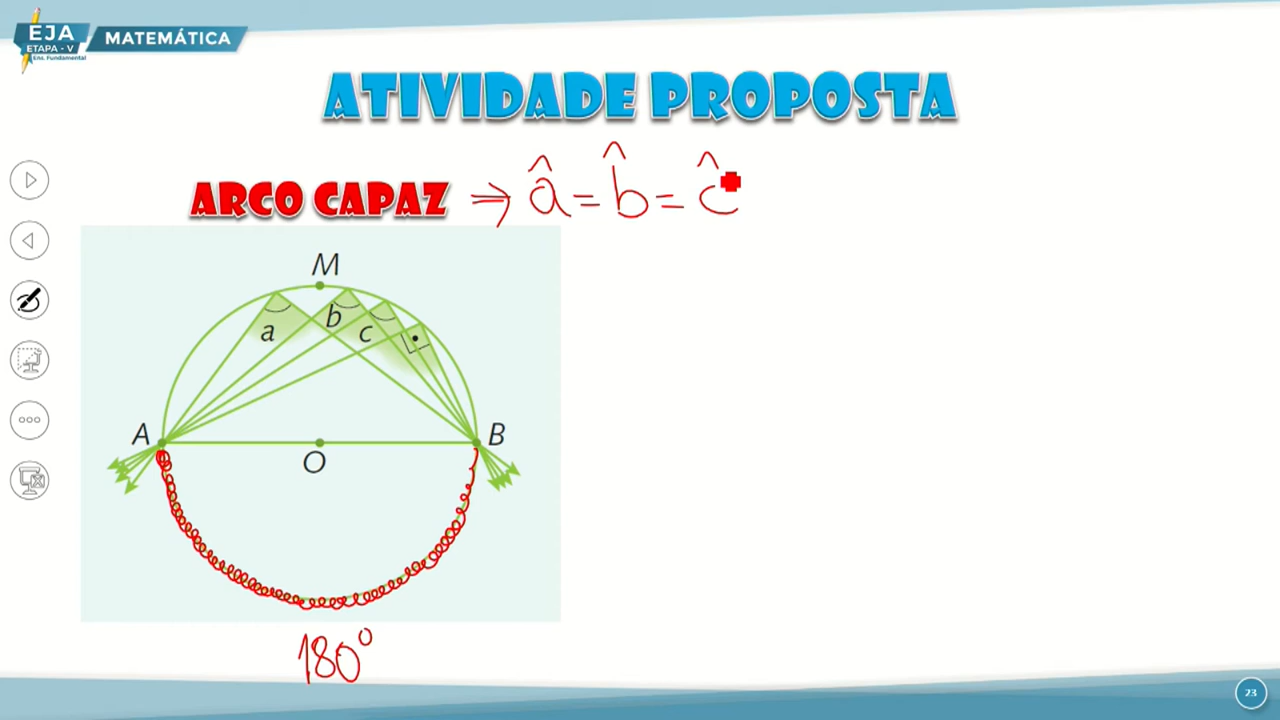 EJA
ETAPA - V
Ens. Fundamental
MATEMÁTICA
ATIVIDADE PROPOSTA
ARCO CAPAZ ⇒ â = b̂ = ĉ
M
a b c
A B
O
180°
23